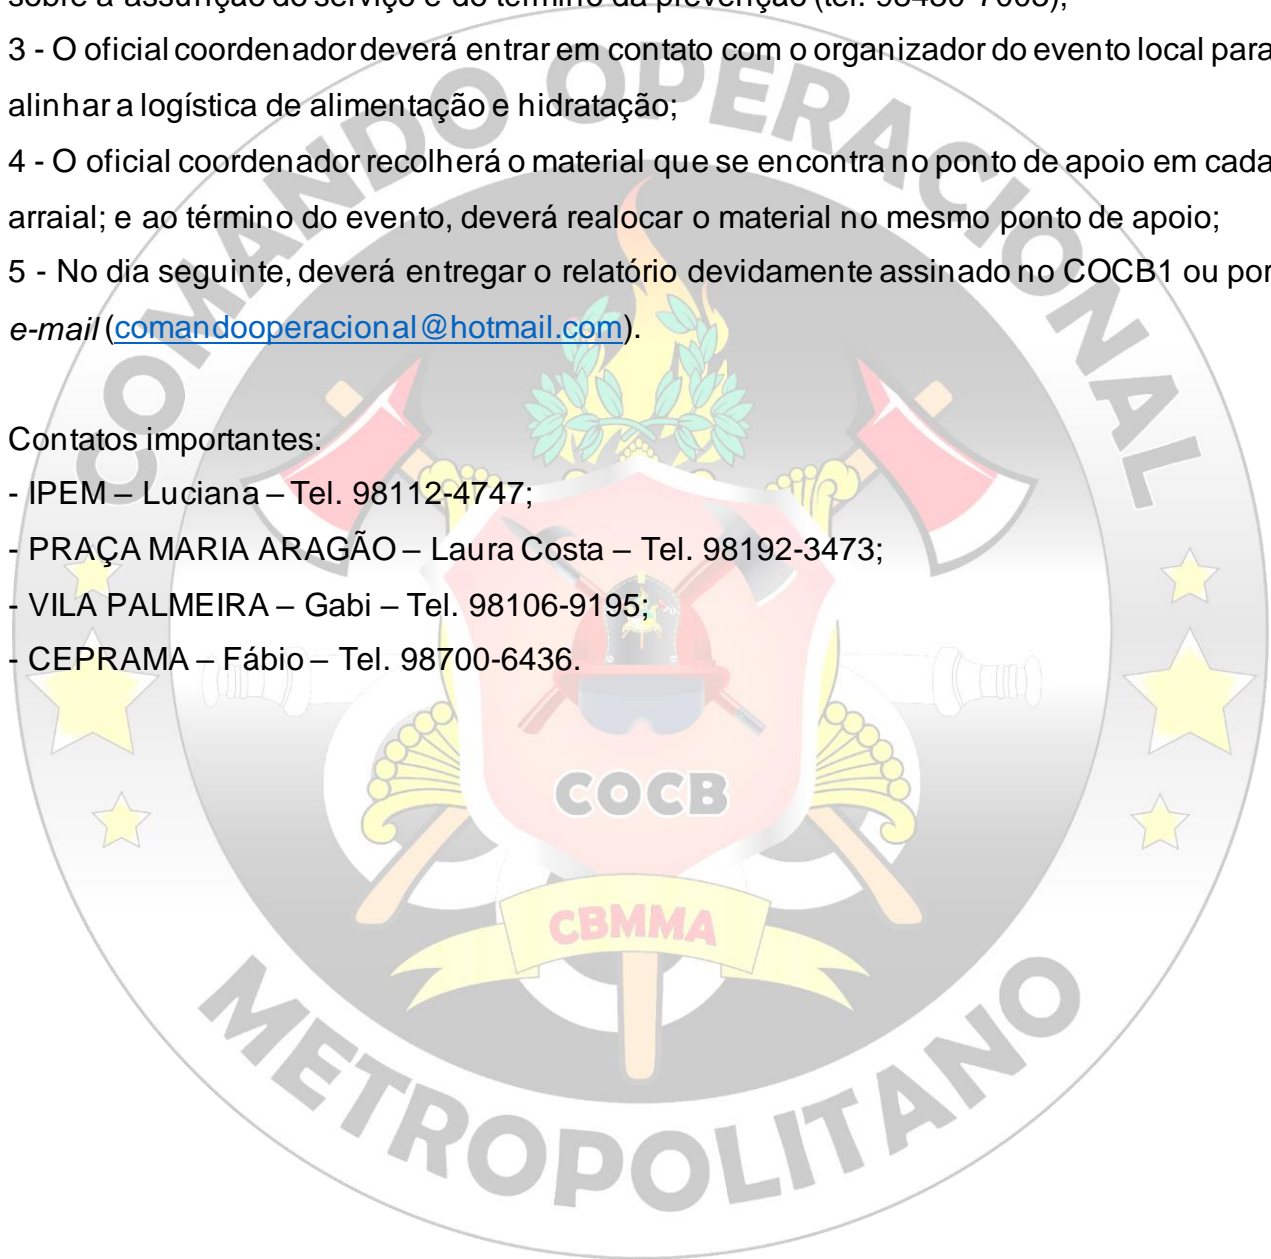 3 - O oficial coordenador deverá entrar em contato com o organizador do evento local para
alinhar a logística de alimentação e hidratação;
4 - O oficial coordenador recolherá o material que se encontra no ponto de apoio em cada
arraial; e ao término do evento, deverá realocar o material no mesmo ponto de apoio;
5 - No dia seguinte, deverá entregar o relatório devidamente assinado no COCB1 ou por
e-mail (comandooperacional@hotmail.com).
Contatos importantes:
- IPEM – Luciana – Tel. 98112-4747;
- PRAÇA MARIA ARAGÃO – Laura Costa – Tel. 98192-3473;
- VILA PALMEIRA – Gabi – Tel. 98106-9195;
- CEPRAMA – Fábio – Tel. 98700-6436.
COMANDO OPERACIONAL
COCB
CBMMA
METROPOLITANO